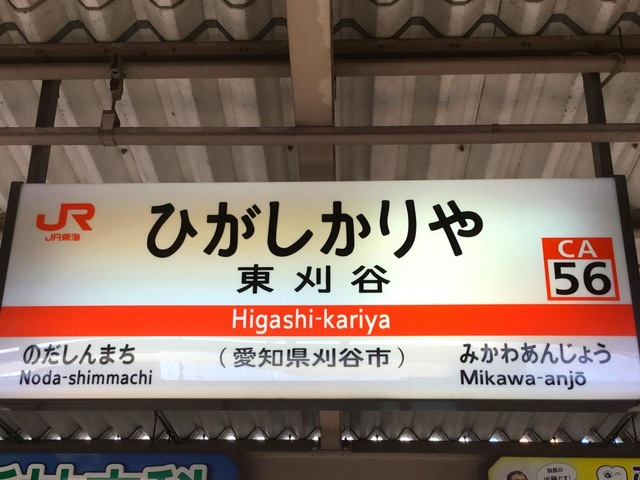 JR
JR東海
ひがしかりや
東刈谷
CA
56
Higashi-kariya
のだしんまち
Noda-shimmachi
(愛知県刈谷市)
みかわあんじょう
Mikawa-anjō